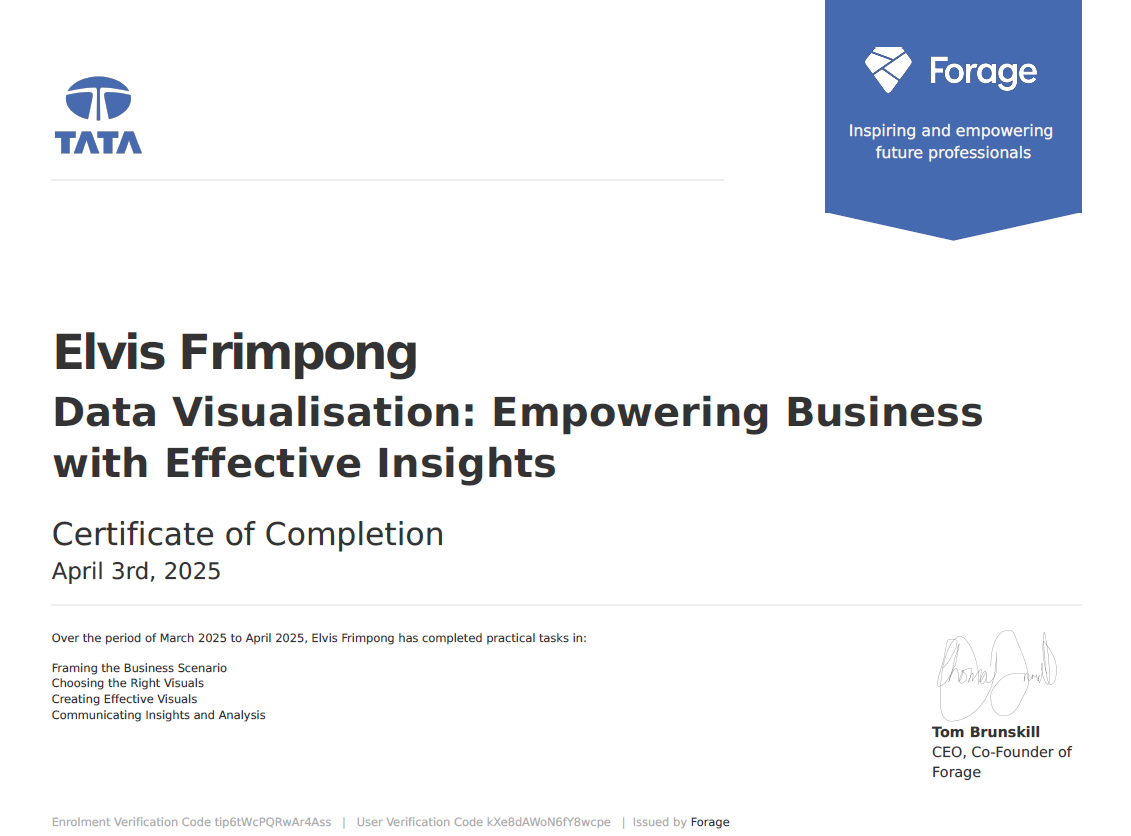 TATA
Forage
Inspiring and empowering
future professionals
Elvis Frimpong
Data Visualisation: Empowering Business
with Effective Insights
Certificate of Completion
April 3rd, 2025
Over the period of March 2025 to April 2025, Elvis Frimpong has completed practical tasks in:
Framing the Business Scenario
Choosing the Right Visuals
Creating Effective Visuals
Communicating Insights and Analysis
Tom Brunskill
CEO, Co-Founder of
Forage
Enrolment Verification Code tip6tWcPQRwAr4Ass | User Verification Code kXe8dAWoN6fY8wcpe | Issued by Forage